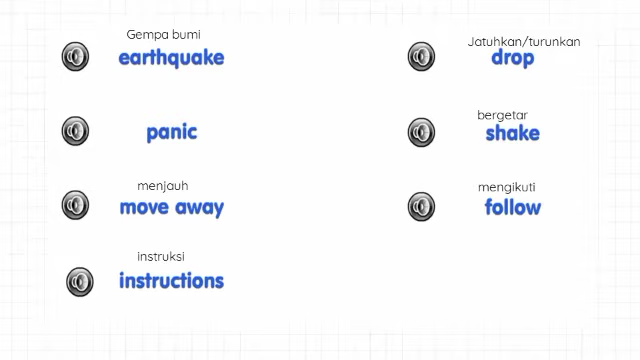 Gempa bumi
earthquake
panic
menjauh
move away
instruksi
instructions
Jatuhkan/turunkan
drop
bergetar
shake
mengikuti
follow